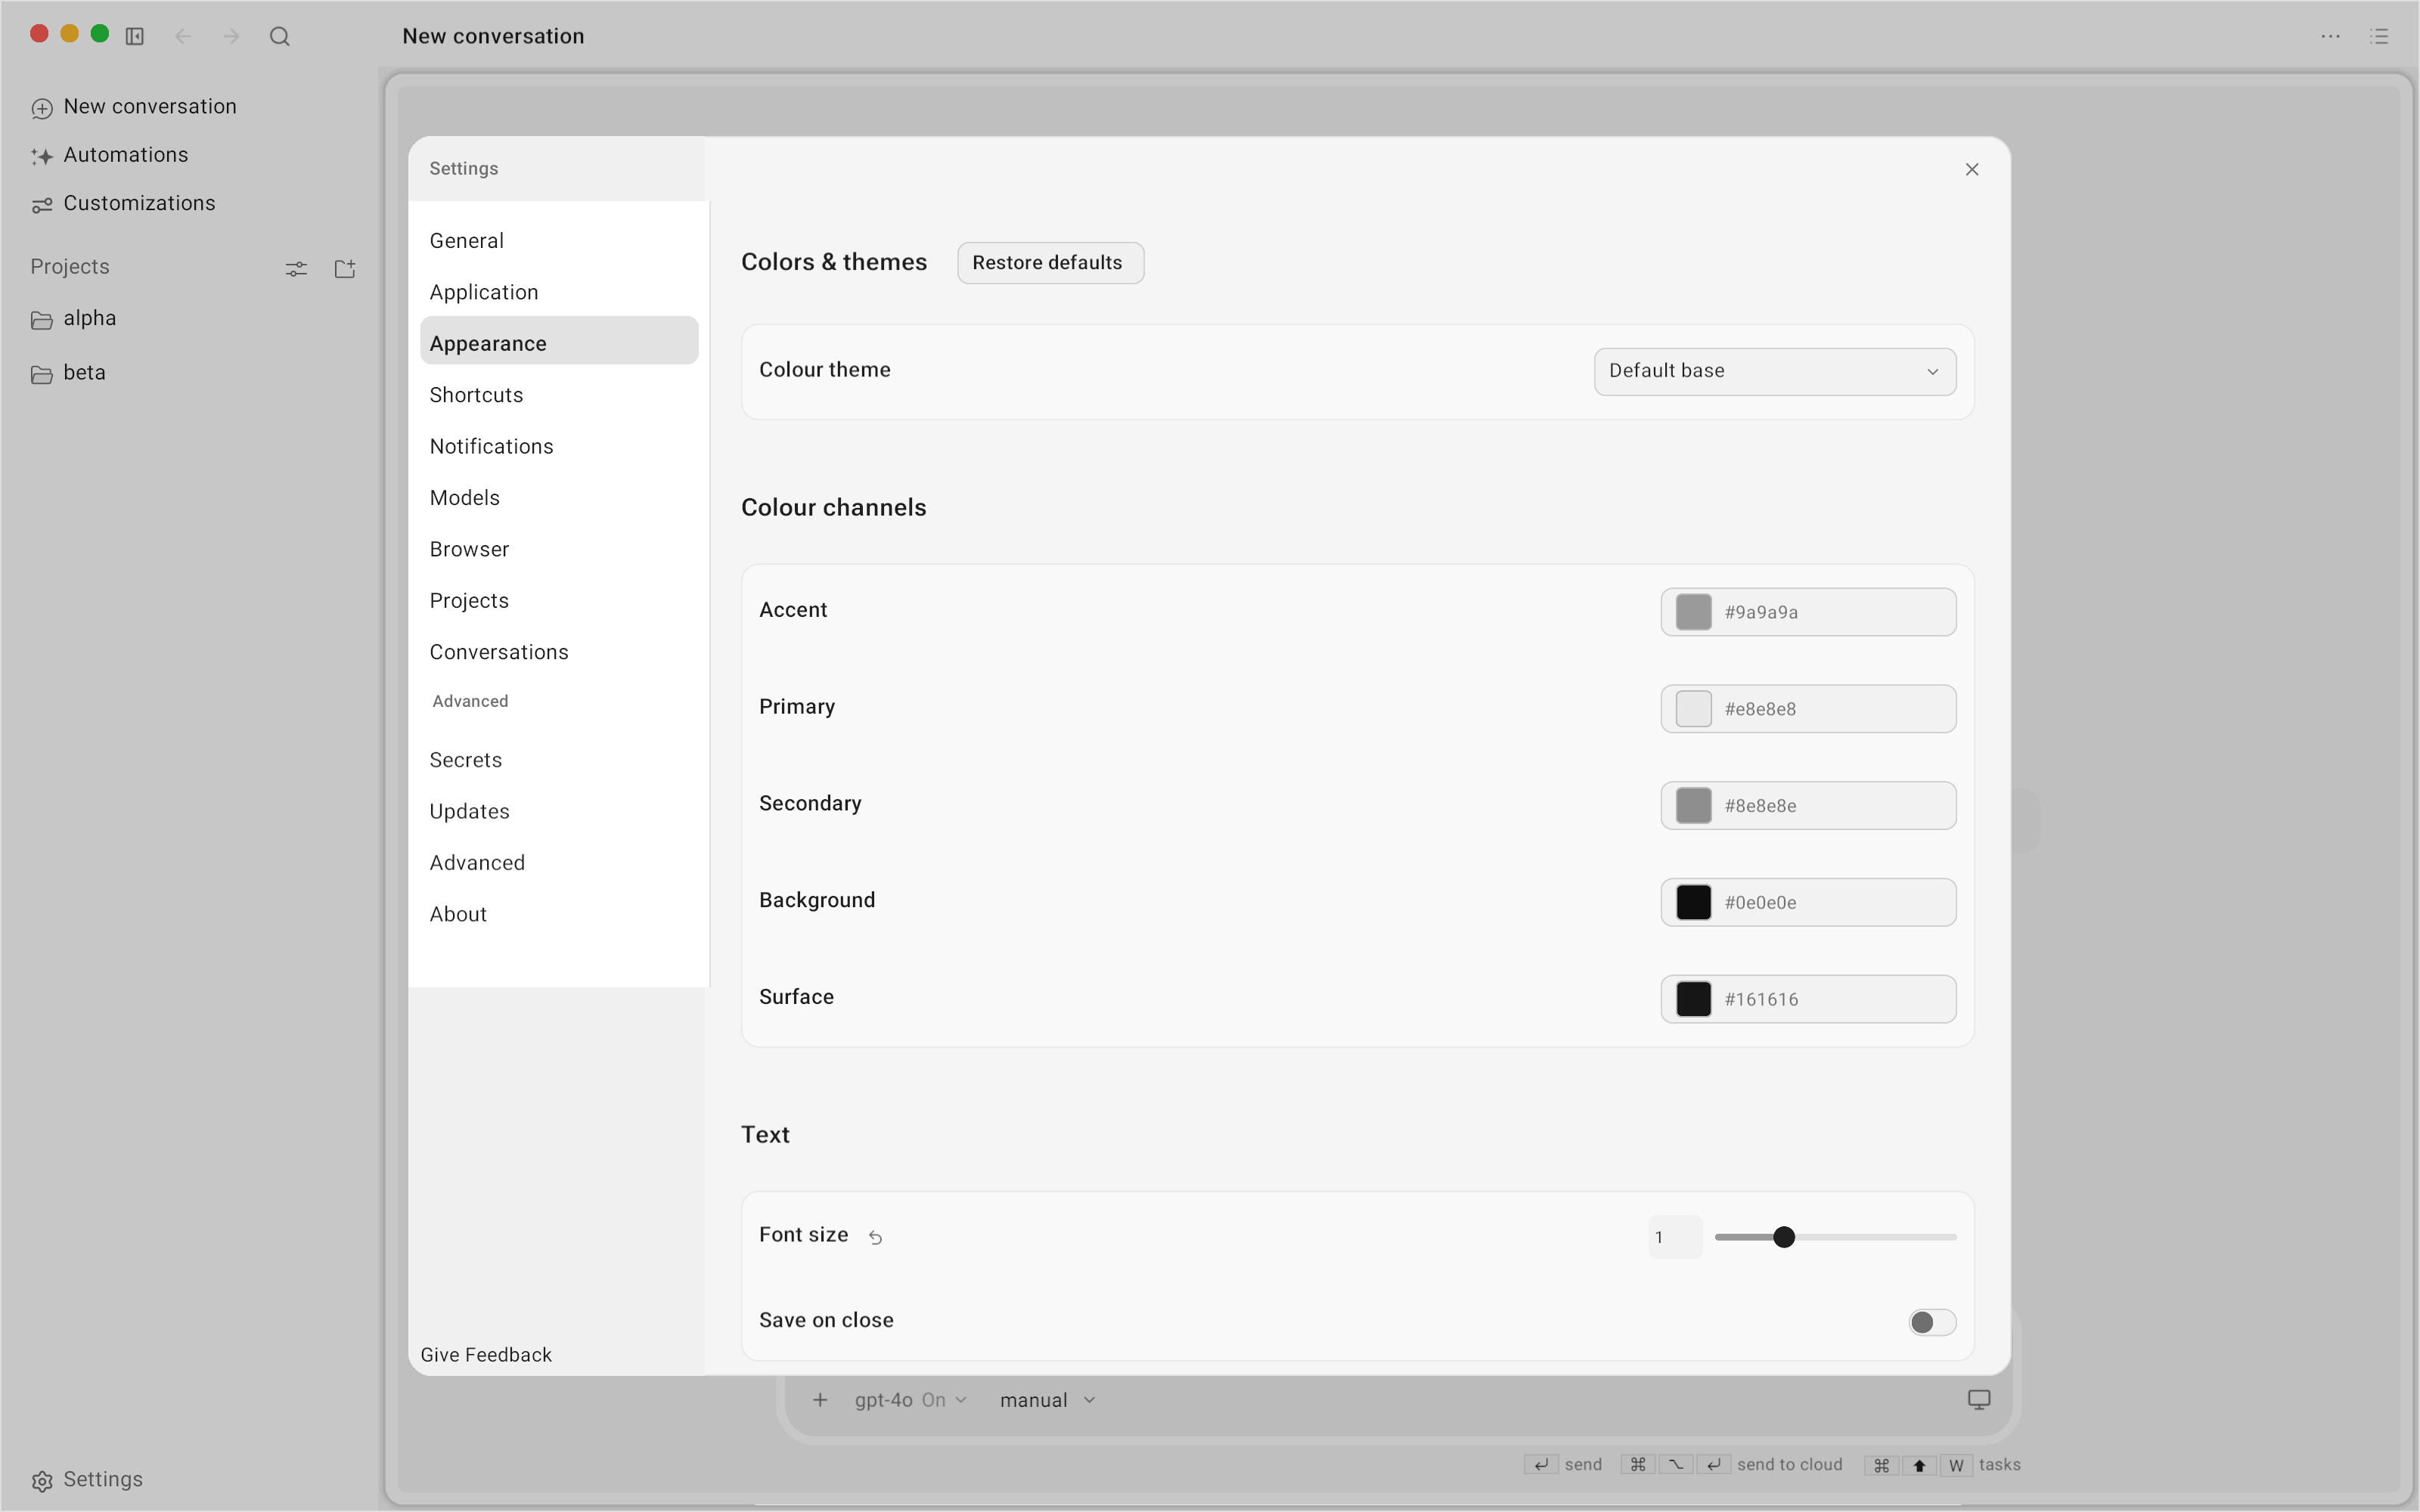 New conversation
New conversation
Automations
Customizations
Projects
alpha
beta
Settings
Settings
General
Application
Appearance
Shortcuts
Notifications
Models
Browser
Projects
Conversations
Advanced
Secrets
Updates
Advanced
About
Give Feedback
Colors & themes
Restore defaults
Colour theme
Default base
Colour channels
Accent
#9a9a9a
Primary
#e8e8e8
Secondary
#8e8e8e
Background
#0e0e0e
Surface
#161616
Text
Font size
1
Save on close
gpt-4o On
manual
send
⌘ ⌥ send to cloud
⌘ W tasks